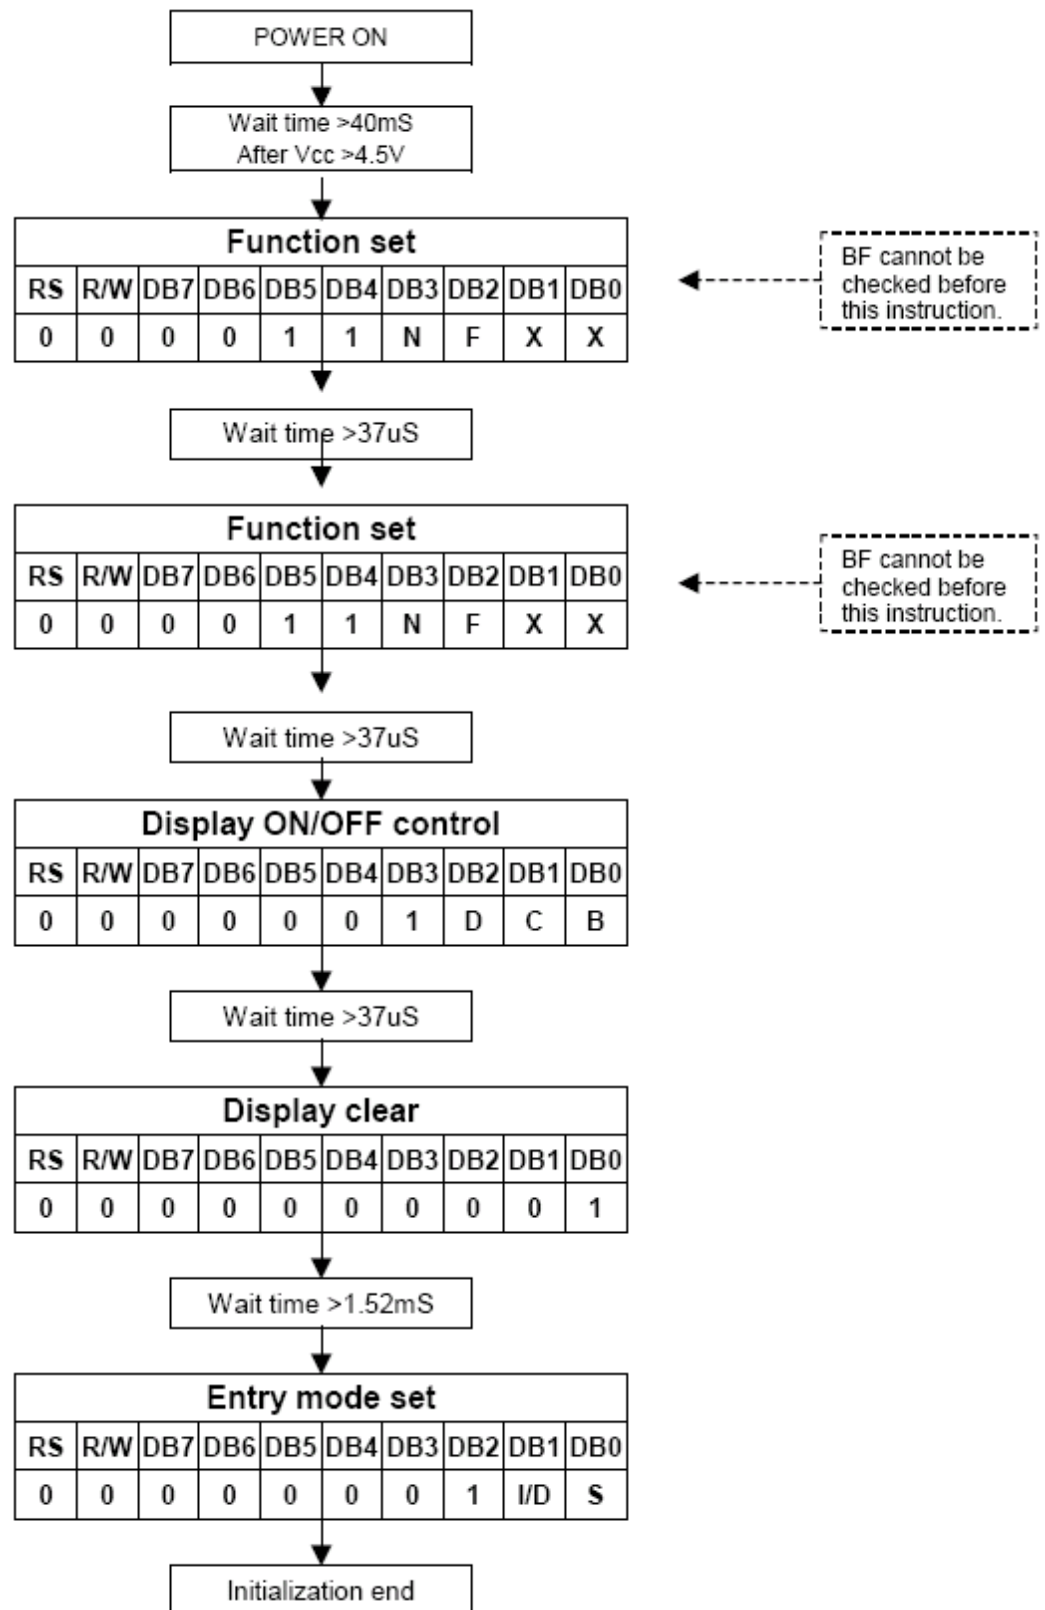 POWER ON
Wait time >40mS
After Vcc >4.5V
Function set
RS R/W DB7 DB6 DB5 DB4 DB3 DB2 DB1 DB0
0 0 0 0 1 1 N F X X
BF cannot be
checked before
this instruction.
Wait time >37uS
Function set
RS R/W DB7 DB6 DB5 DB4 DB3 DB2 DB1 DB0
0 0 0 0 1 1 N F X X
BF cannot be
checked before
this instruction.
Wait time >37uS
Display ON/OFF control
RS R/W DB7 DB6 DB5 DB4 DB3 DB2 DB1 DB0
0 0 0 0 0 0 1 D C B
Wait time >37uS
Display clear
RS R/W DB7 DB6 DB5 DB4 DB3 DB2 DB1 DB0
0 0 0 0 0 0 0 0 0 1
Wait time >1.52mS
Entry mode set
RS R/W DB7 DB6 DB5 DB4 DB3 DB2 DB1 DB0
0 0 0 0 0 0 0 1 I/D S
Initialization end